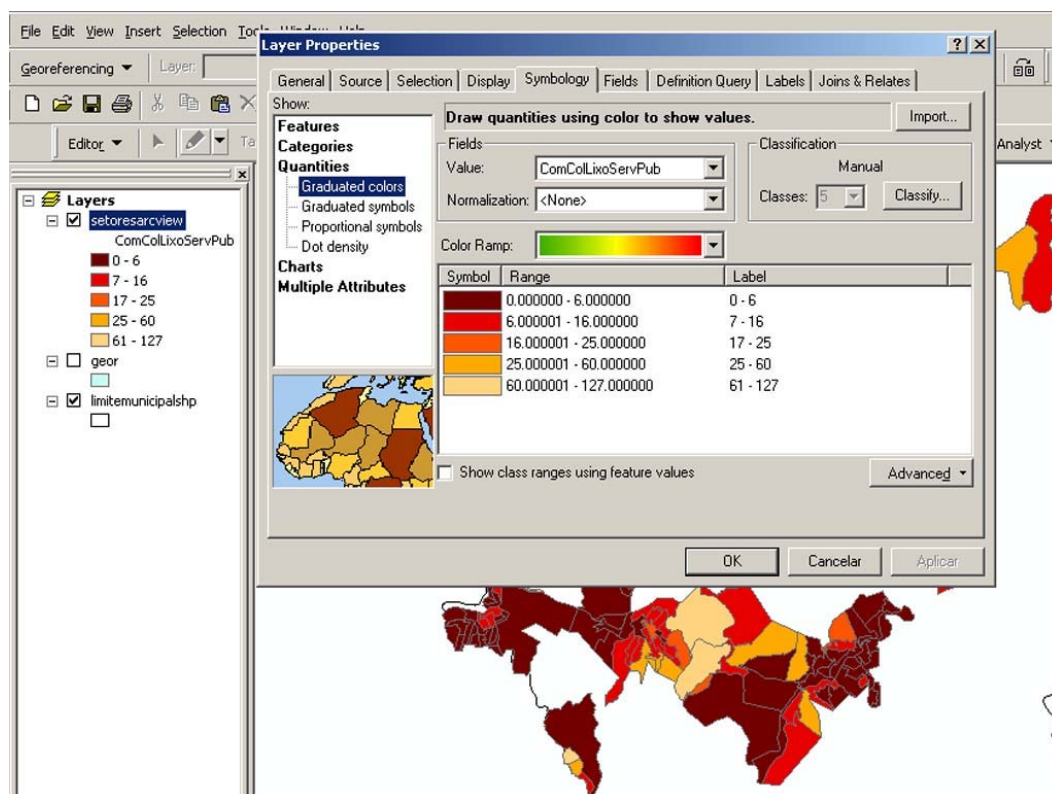 File Edit View Insert Selection
Georeferencing Layer:
Editor
Analyst
Layers
setoresarcview
ComColLixoServPub
0 - 6
7 - 16
17 - 25
25 - 60
61 - 127
geor
limitemunicipalshp
Layer Properties
General Source Selection Display Symbology Fields Definition Query Labels Joins & Relates
Show:
Features
Categories
Quantities
Graduated colors
Graduated symbols
Proportional symbols
Dot density
Charts
Multiple Attributes
Draw quantities using color to show values. Import...
Fields
Value: ComColLixoServPub
Normalization: <None>
Classification
Manual
Classes: 5 Classify...
Color Ramp:
Symbol Range Label
0.000000 - 6.000000 0 - 6
6.000001 - 16.000000 7 - 16
16.000001 - 25.000000 17 - 25
25.000001 - 60.000000 25 - 60
60.000001 - 127.000000 61 - 127
Show class ranges using feature values
Advanced
OK Cancelar Aplicar